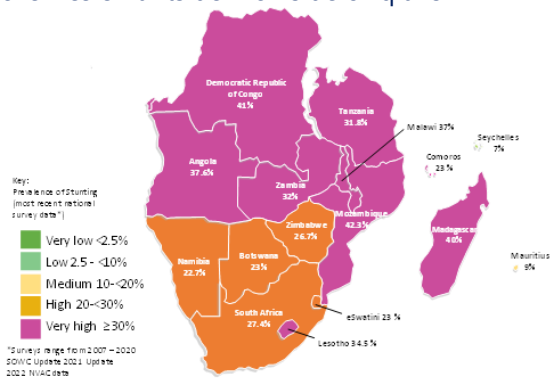 Democratic Republic
of Congo
41%
Tanzania
31.8%
Malawi 37%
Seychelles
7%
Comoros
23 %
Angola
37.6%
Zambia
32%
Mozambique
42.3%
Madagascar
40%
Mauritius
9%
Zimbabwe
26.7%
Namibia
22.7%
Botswana
23%
South Africa
27.4%
eSwatini 23 %
Lesotho 34.5 %
Key:
Prevalence of Stunting
(most recent national
survey data*)
Very low <2.5%
Low 2.5 - <10%
Medium 10-<20%
High 20-<30%
Very high ≥30%
*Surveys range from 2007 – 2020
SOWC Update 2021 Update
2022 NVAC data